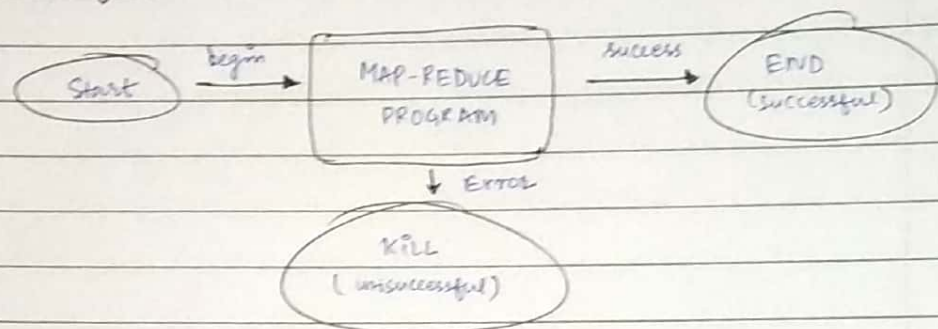 begin
success
Start
MAP-REDUCE
PROGRAM
END
(successful)
Error
KILL
(unsuccessful)